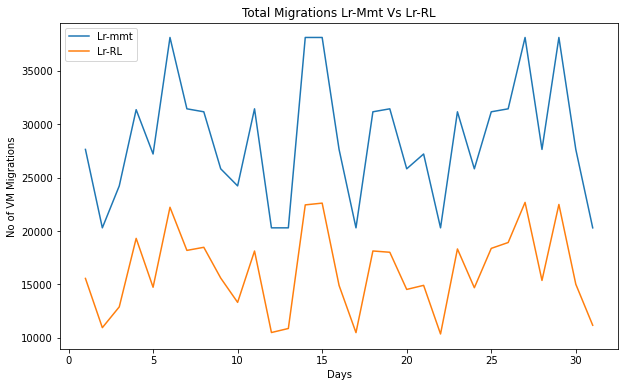 Total Migrations Lr-Mmt Vs Lr-RL
Lr-mmt
Lr-RL
No of VM Migrations
35000
30000
25000
20000
15000
10000
0
5
10
15
20
25
30
Days